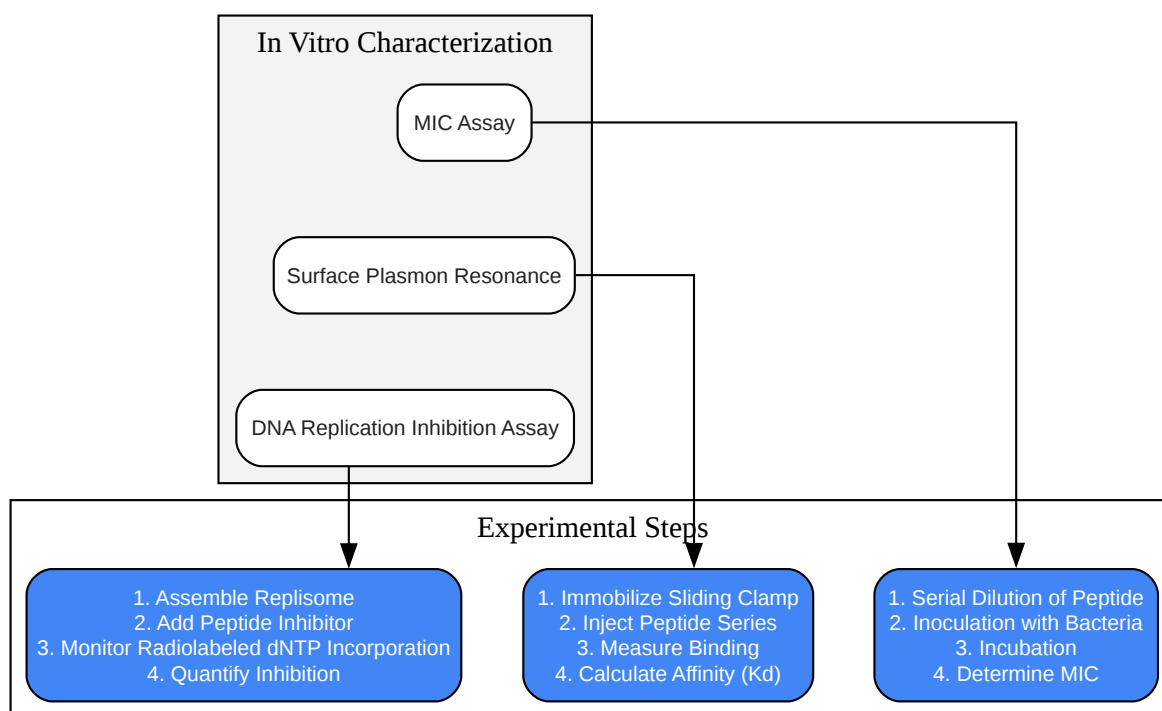 In Vitro Characterization
MIC Assay
Surface Plasmon Resonance
DNA Replication Inhibition Assay
Experimental Steps
1. Assemble Replisome
2. Add Peptide Inhibitor
3. Monitor Radiolabeled dNTP Incorporation
4. Quantify Inhibition
1. Immobilize Sliding Clamp
2. Inject Peptide Series
3. Measure Binding
4. Calculate Affinity (Kd)
1. Serial Dilution of Peptide
2. Inoculation with Bacteria
3. Incubation
4. Determine MIC